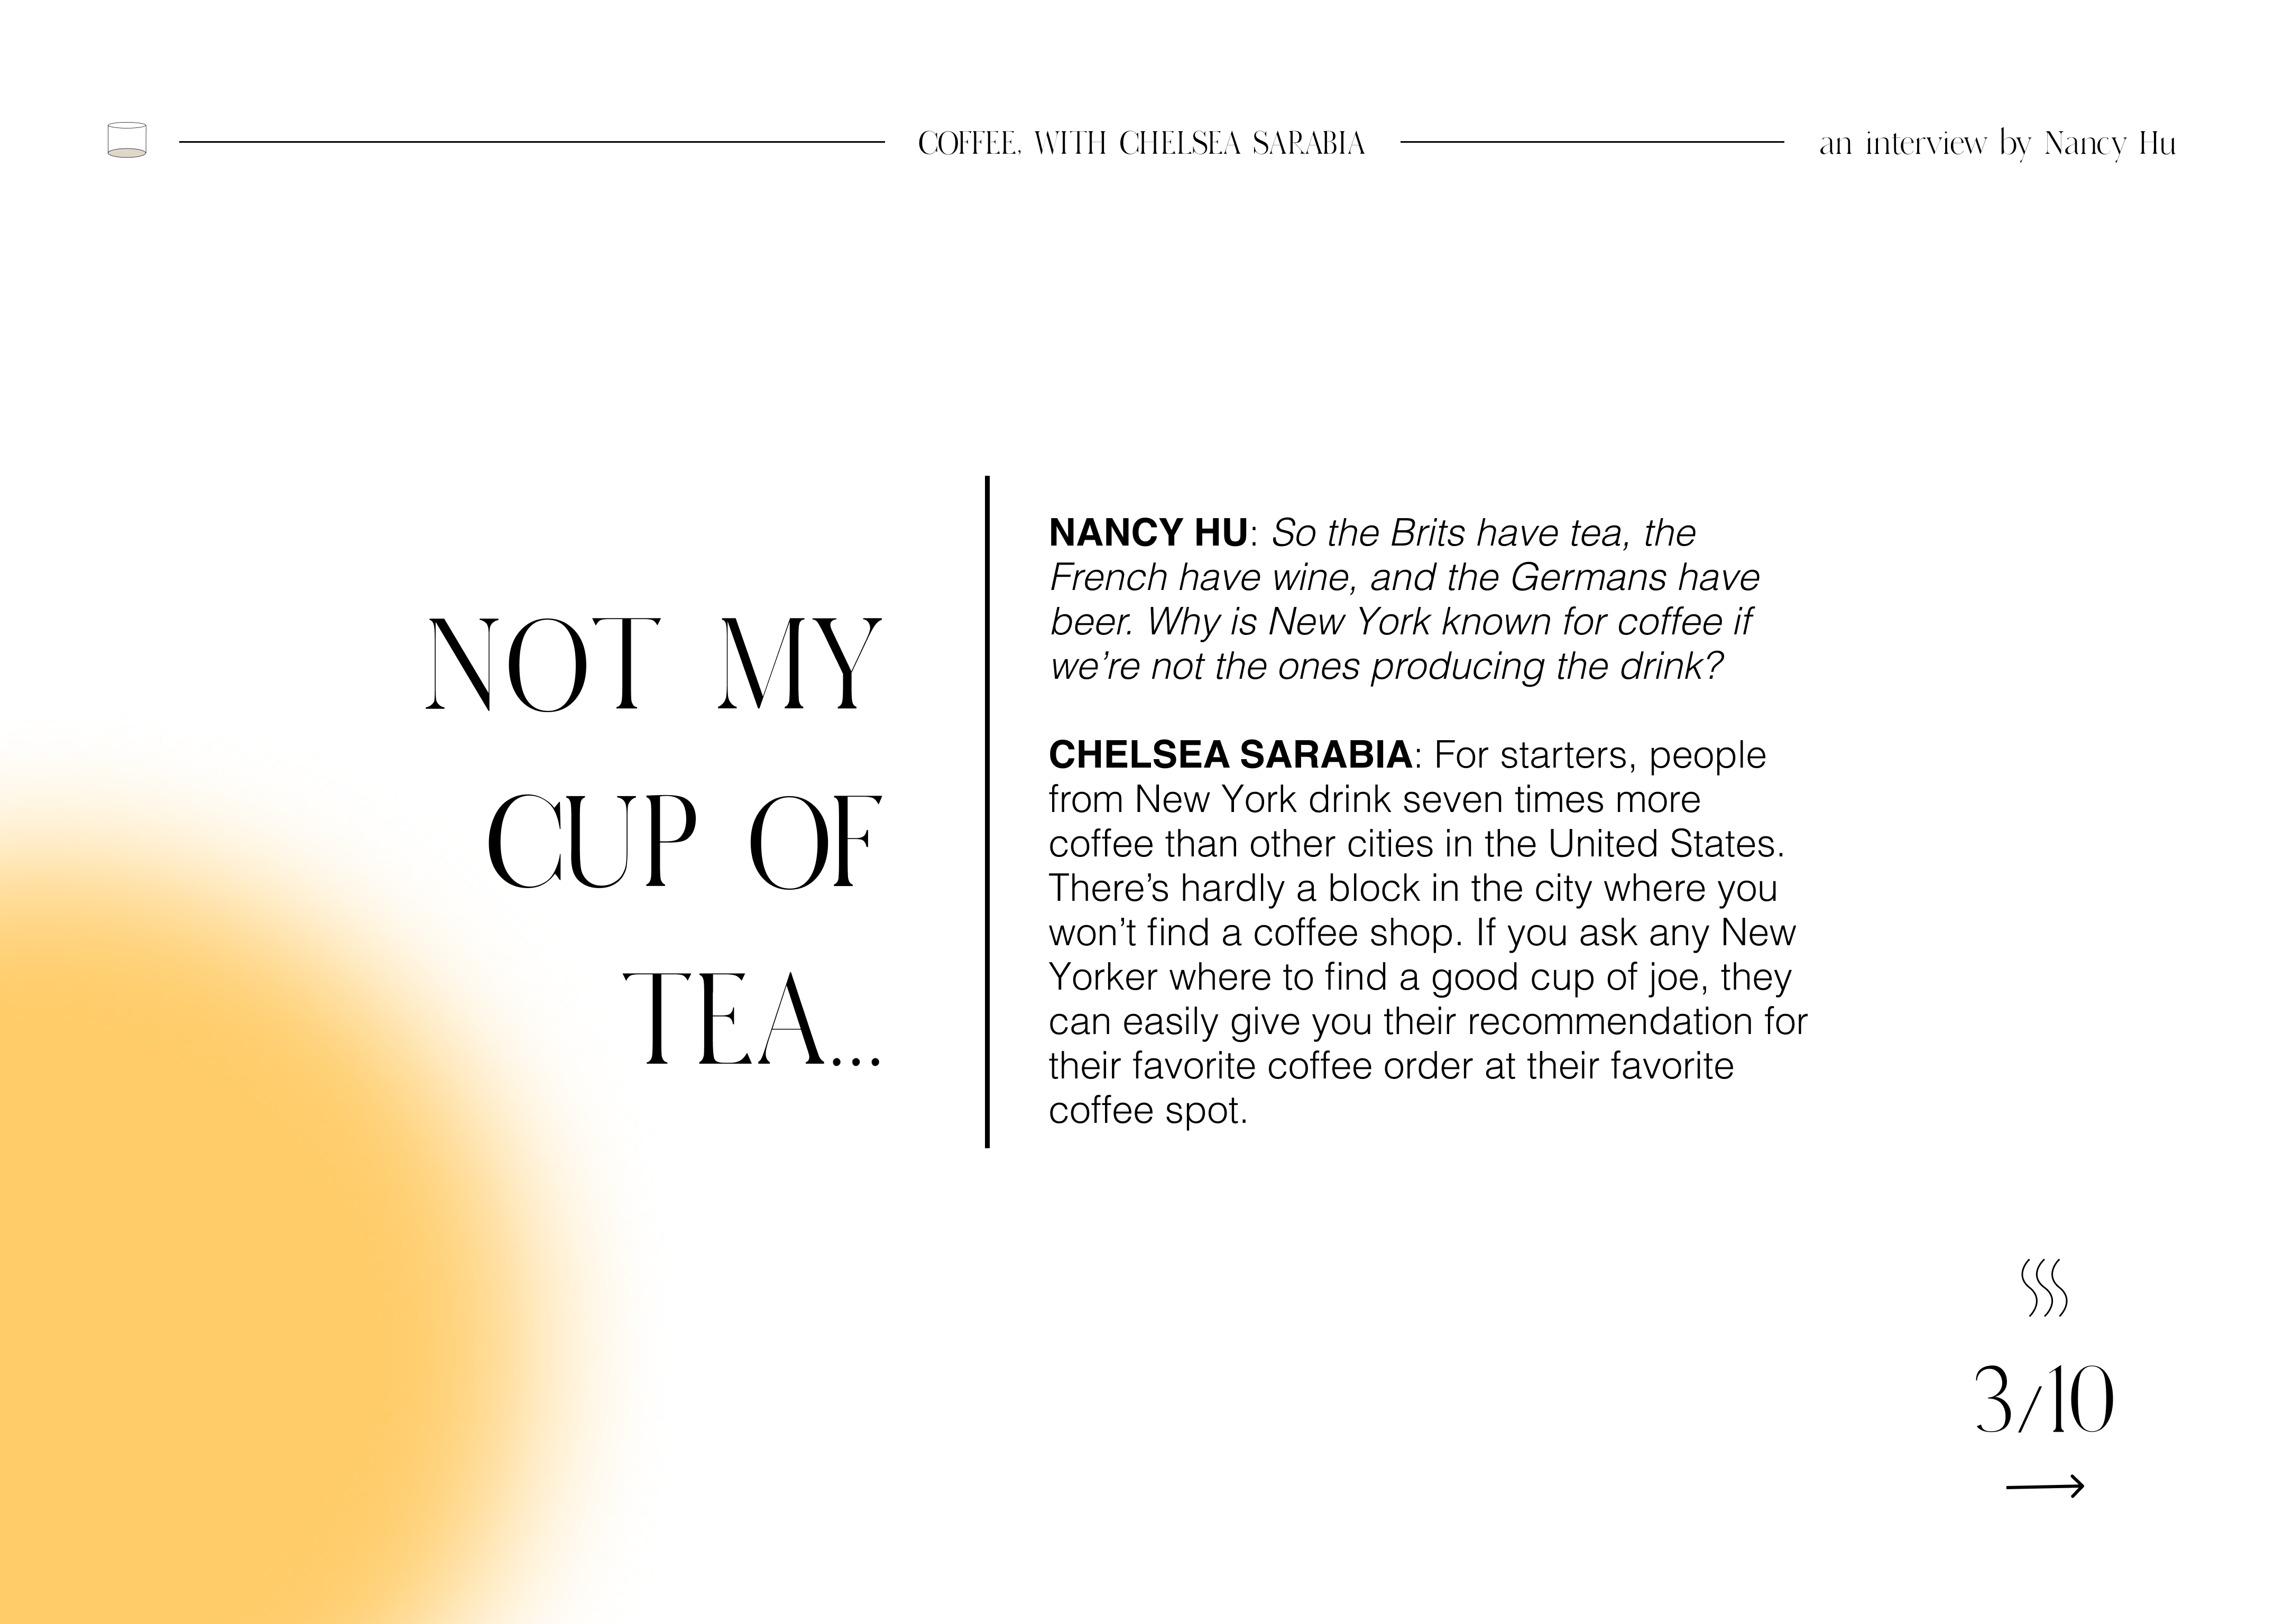 COFFEE, WITH CHELSEA SARABIA
an interview by Nancy Hu
NOT MY
CUP OF
TEA...
NANCY HU: So the Brits have tea, the
French have wine, and the Germans have
beer. Why is New York known for coffee if
we’re not the ones producing the drink?
CHELSEA SARABIA: For starters, people
from New York drink seven times more
coffee than other cities in the United States.
There’s hardly a block in the city where you
won’t find a coffee shop. If you ask any New
Yorker where to find a good cup of joe, they
can easily give you their recommendation for
their favorite coffee order at their favorite
coffee spot.
3/10